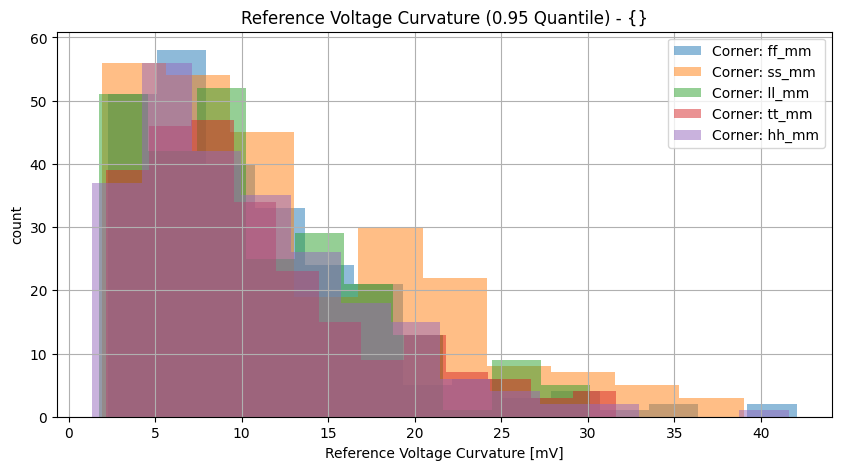 Reference Voltage Curvature (0.95 Quantile) - {}
60
50
40
30
20
10
0
count
Corner: ff_mm
Corner: ss_mm
Corner: ll_mm
Corner: tt_mm
Corner: hh_mm
0 5 10 15 20 25 30 35 40
Reference Voltage Curvature [mV]